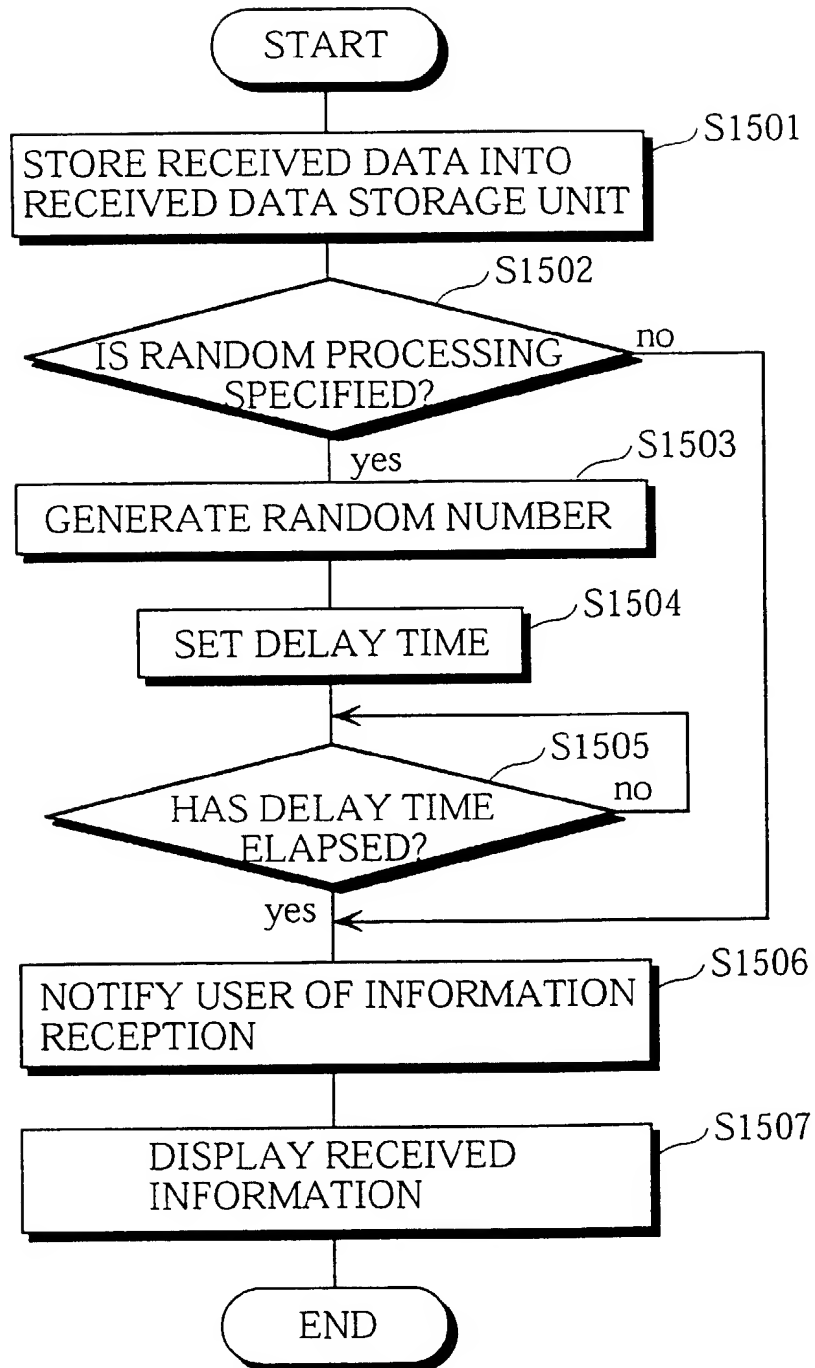 START
S1501
STORE RECEIVED DATA INTO
RECEIVED DATA STORAGE UNIT
S1502
IS RANDOM PROCESSING
SPECIFIED?
no
yes
S1503
GENERATE RANDOM NUMBER
S1504
SET DELAY TIME
S1505
HAS DELAY TIME
ELAPSED?
no
yes
S1506
NOTIFY USER OF INFORMATION
RECEPTION
S1507
DISPLAY RECEIVED
INFORMATION
END